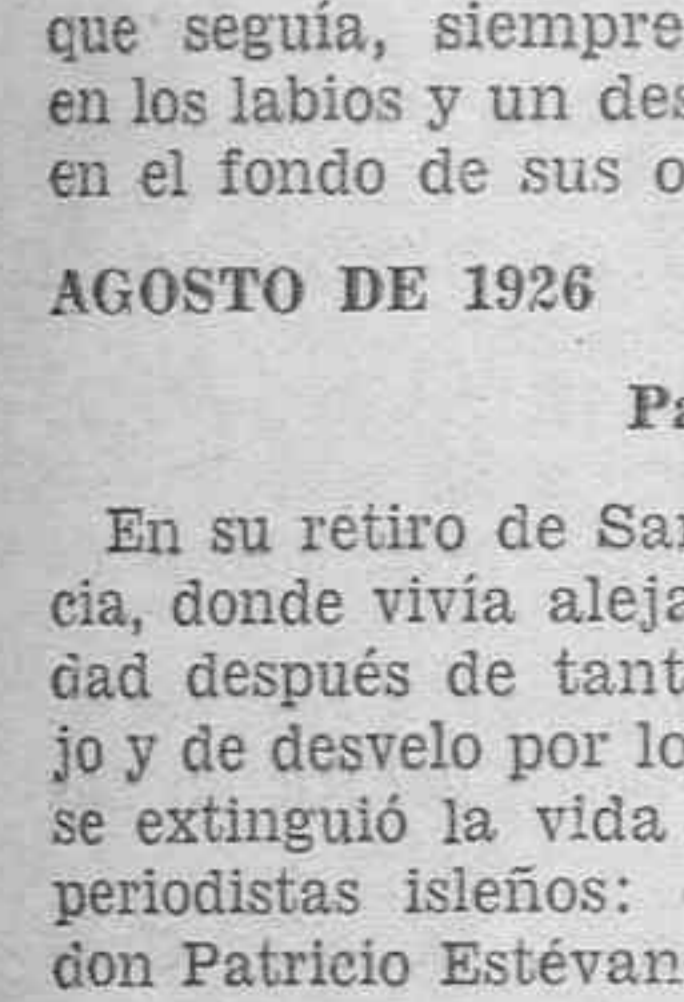 que seguía, siempre
en los labios y un des
en el fondo de sus o
AGOSTO DE 1926
Pa
En su retiro de San
cia, donde vivía aleja
dad después de tant
jo y de desvelo por lo
se extinguió la vida
periodistas isleños:
don Patricio Estévan